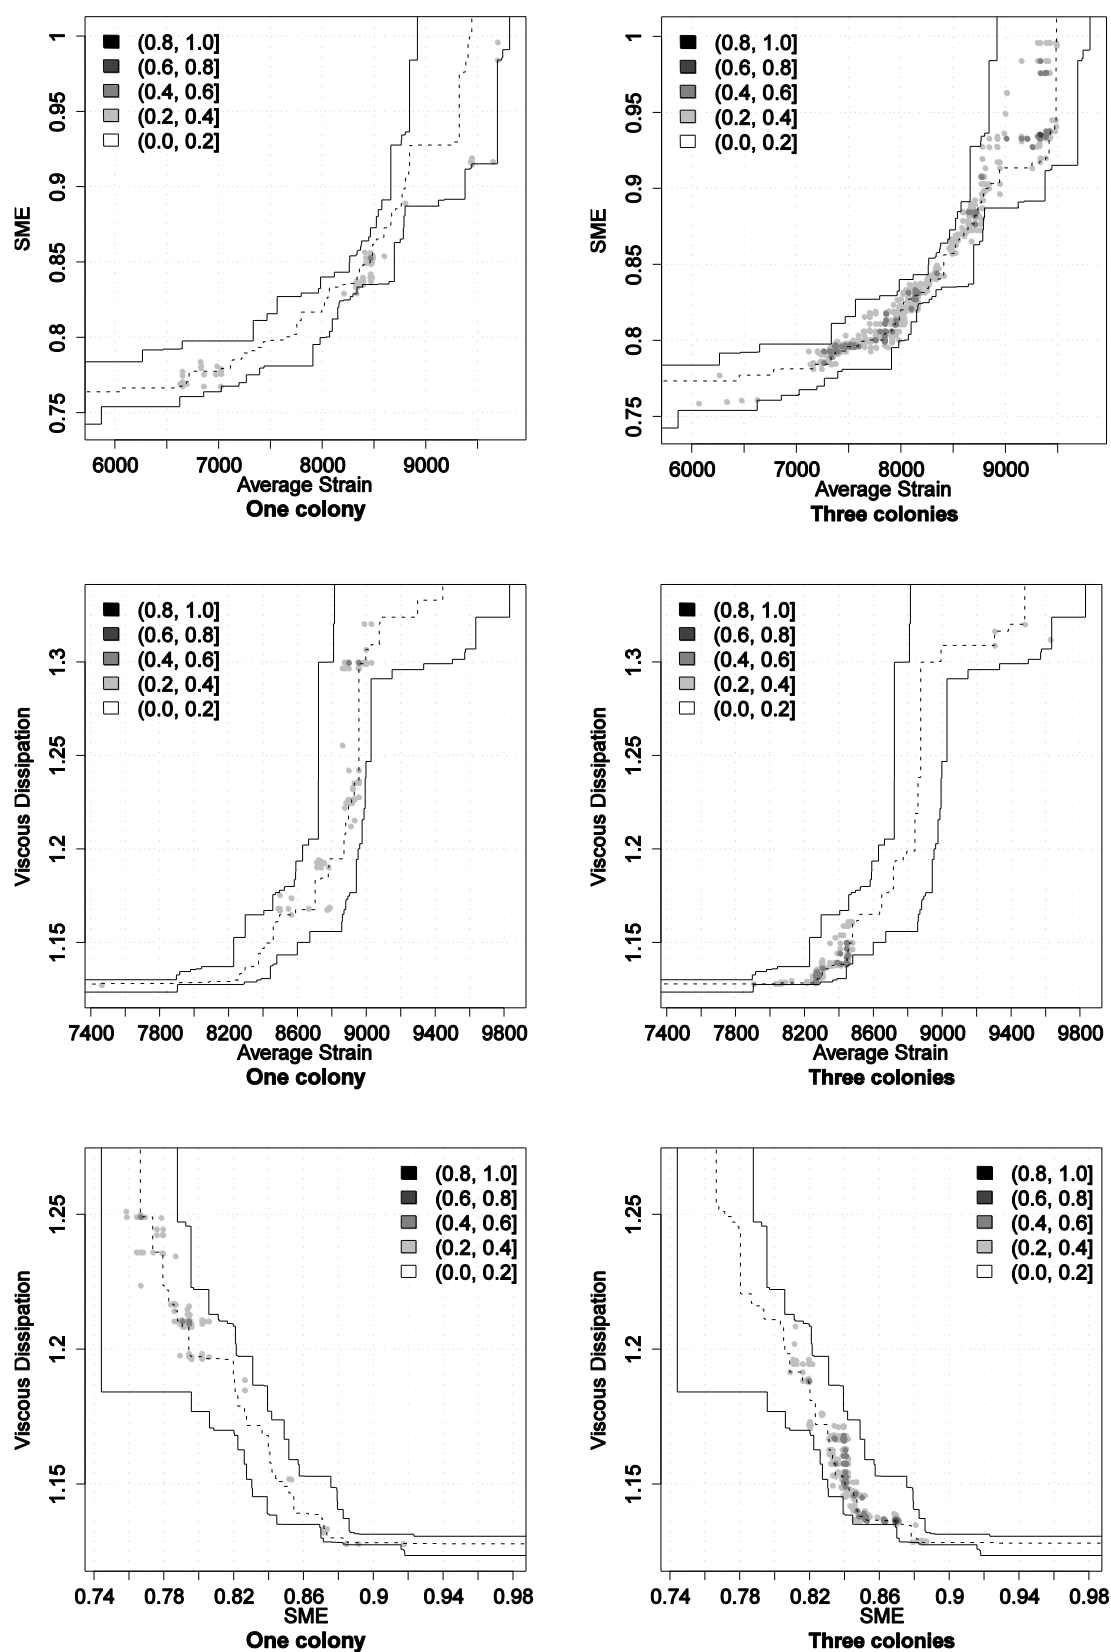 (0.8, 1.0]
(0.6, 0.8]
(0.4, 0.6]
(0.2, 0.4]
(0.0, 0.2]
SME
1
0.95
0.9
0.85
0.8
0.75
6000 7000 8000 9000
Average Strain
One colony
(0.8, 1.0]
(0.6, 0.8]
(0.4, 0.6]
(0.2, 0.4]
(0.0, 0.2]
SME
1
0.95
0.9
0.85
0.8
0.75
6000 7000 8000 9000
Average Strain
Three colonies
(0.8, 1.0]
(0.6, 0.8]
(0.4, 0.6]
(0.2, 0.4]
(0.0, 0.2]
Viscous Dissipation
1.3
1.25
1.2
1.15
7400 7800 8200 8600 9000 9400 9800
Average Strain
One colony
(0.8, 1.0]
(0.6, 0.8]
(0.4, 0.6]
(0.2, 0.4]
(0.0, 0.2]
Viscous Dissipation
1.3
1.25
1.2
1.15
7400 7800 8200 8600 9000 9400 9800
Average Strain
Three colonies
(0.8, 1.0]
(0.6, 0.8]
(0.4, 0.6]
(0.2, 0.4]
(0.0, 0.2]
Viscous Dissipation
1.25
1.2
1.15
0.74 0.78 0.82 0.86 0.9 0.94 0.98
SME
One colony
(0.8, 1.0]
(0.6, 0.8]
(0.4, 0.6]
(0.2, 0.4]
(0.0, 0.2]
Viscous Dissipation
1.25
1.2
1.15
0.74 0.78 0.82 0.86 0.9 0.94 0.98
SME
Three colonies